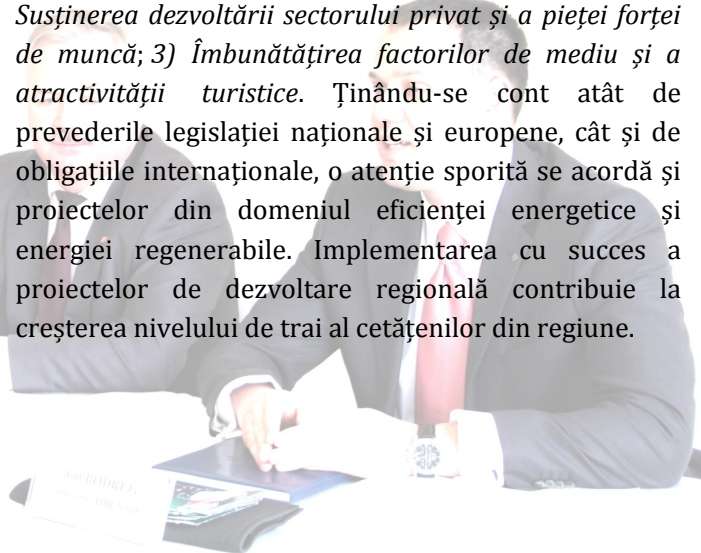 Susținerea dezvoltării sectorului privat și a pieței forței
de muncă; 3) Îmbunătățirea factorilor de mediu și a
atractivității turistice. Ținându-se cont atât de
prevederile legislației naționale și europene, cât și de
obligațiile internaționale, o atenție sporită se acordă și
proiectelor din domeniul eficienței energetice și
energiei regenerabile. Implementarea cu succes a
proiectelor de dezvoltare regională contribuie la
creșterea nivelului de trai al cetățenilor din regiune.